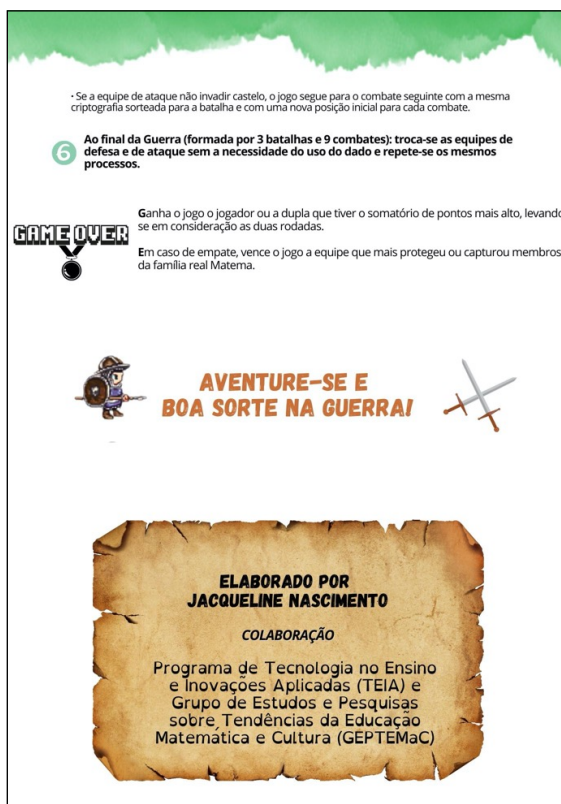 · Se a equipe de ataque não invadir castelo, o jogo segue para o combate seguinte com a mesma
criptografia sorteada para a batalha e com uma nova posição inicial para cada combate.
6
Ao final da Guerra (formada por 3 batalhas e 9 combates): troca-se as equipes de
defesa e de ataque sem a necessidade do uso do dado e repete-se os mesmos
processos.
GAME OVER
Ganha o jogo o jogador ou a dupla que tiver o somatório de pontos mais alto, levando
se em consideração as duas rodadas.
Em caso de empate, vence o jogo a equipe que mais protegeu ou capturou membros
da família real Matema.
AVENTURE-SE E
BOA SORTE NA GUERRA!
ELABORADO POR
JACQUELINE NASCIMENTO
COLABORAÇÃO
Programa de Tecnologia no Ensino
e Inovações Aplicadas (TEIA) e
Grupo de Estudos e Pesquisas
sobre Tendências da Educação
Matemática e Cultura (GEPTEMaC)